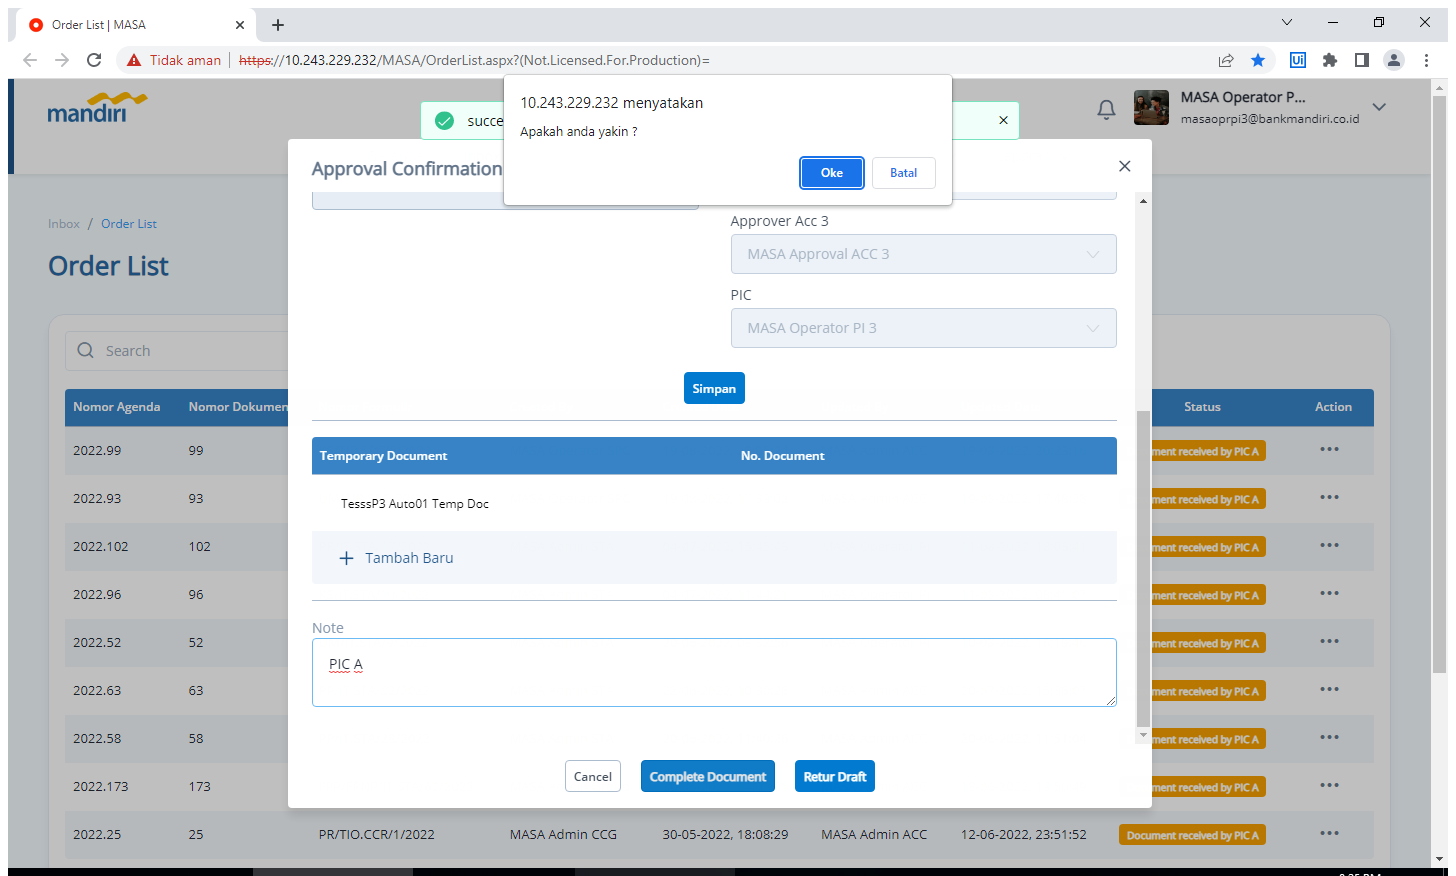 Order List | MASA
Tidak aman
https://10.243.229.232/MASA/OrderList.aspx?(Not.Licensed.For.Production)=
Ui
mandiri
succe
10.243.229.232 menyatakan
Apakah anda yakin ?
Oke
Batal
MASA Operator P...
masaoprpi3@bankmandiri.co.id
Approval Confirmation
Inbox / Order List
Order List
Search
Approver Acc 3
MASA Approval ACC 3
PIC
MASA Operator PI 3
Simpan
Nomor Agenda Nomor Dokumen Status Action
Temporary Document No. Document
TesssP3 Auto01 Temp Doc
Tambah Baru
Note
PIC A
Cancel
Complete Document
Retur Draft
2022.99 99 ment received by PIC A
2022.93 93 ment received by PIC A
2022.102 102 ment received by PIC A
2022.96 96 ment received by PIC A
2022.52 52 ment received by PIC A
2022.63 63 ment received by PIC A
2022.58 58 ment received by PIC A
2022.173 173 ment received by PIC A
2022.25 25 PR/TIO.CCR/1/2022 MASA Admin CCG 30-05-2022, 18:08:29 MASA Admin ACC 12-06-2022, 23:51:52 Document received by PIC A